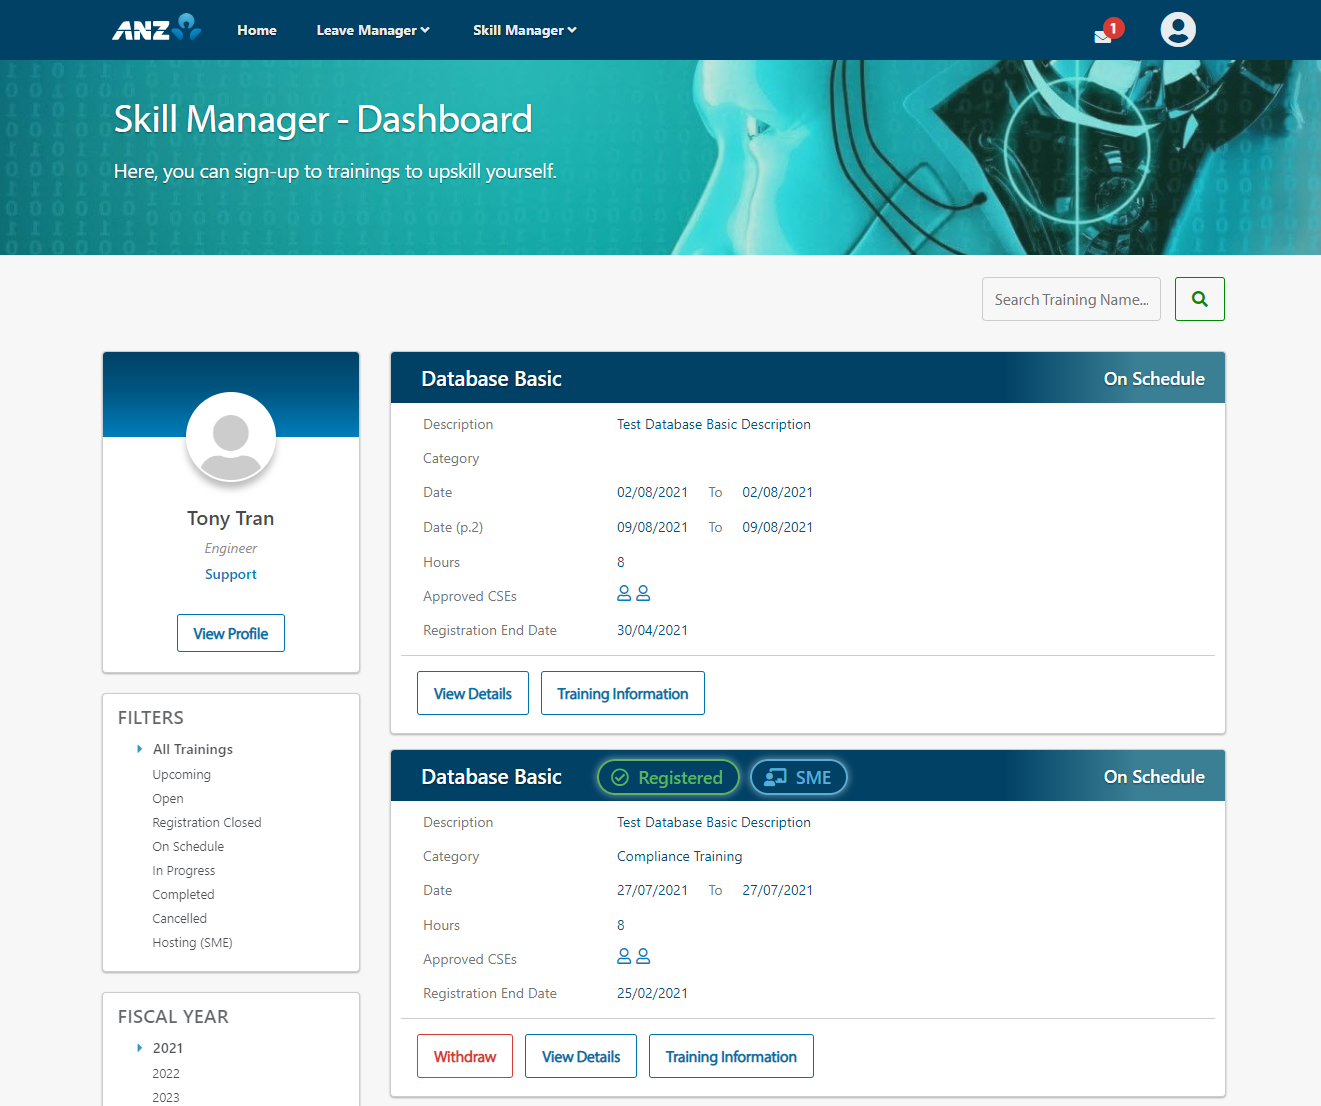 ANZ
Home
Leave Manager
Skill Manager
1
Skill Manager - Dashboard
Here, you can sign-up to trainings to upskill yourself.
Search Training Name...
Tony Tran
Engineer
Support
View Profile
FILTERS
All Trainings
Upcoming
Open
Registration Closed
On Schedule
In Progress
Completed
Cancelled
Hosting (SME)
FISCAL YEAR
2021
2022
2023
Database Basic On Schedule
Description Test Database Basic Description
Category
Date 02/08/2021 To 02/08/2021
Date (p.2) 09/08/2021 To 09/08/2021
Hours 8
Approved CSEs
Registration End Date 30/04/2021
View Details Training Information
Database Basic Registered SME On Schedule
Description Test Database Basic Description
Category Compliance Training
Date 27/07/2021 To 27/07/2021
Hours 8
Approved CSEs
Registration End Date 25/02/2021
Withdraw View Details Training Information